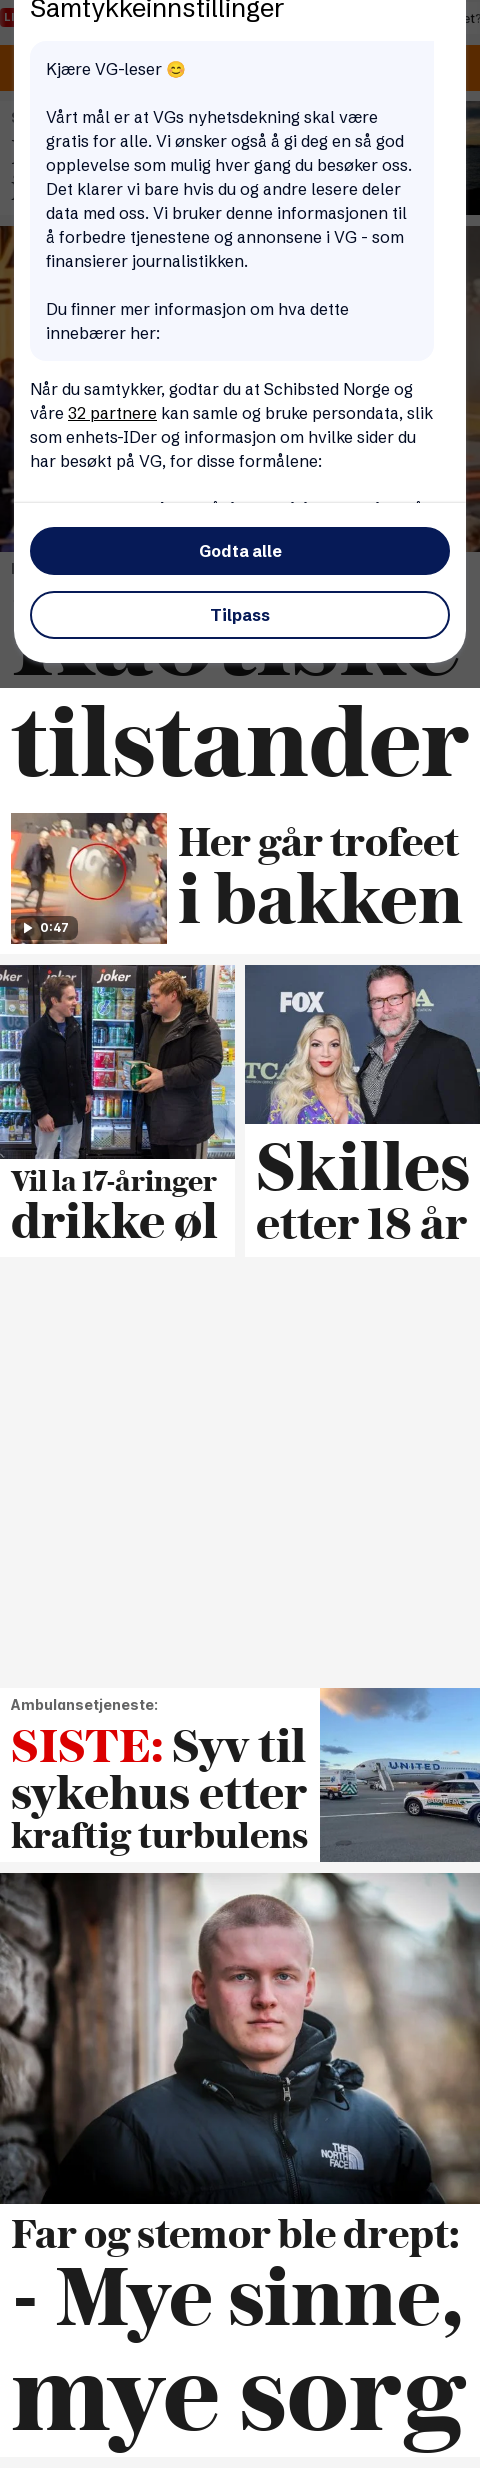 Samtykkeinnstillinger
Kjære VG-leser 😊
Vårt mål er at VGs nyhetsdekning skal være
gratis for alle. Vi ønsker også å gi deg en så god
opplevelse som mulig hver gang du besøker oss.
Det klarer vi bare hvis du og andre lesere deler
data med oss. Vi bruker denne informasjonen til
å forbedre tjenestene og annonsene i VG - som
finansierer journalistikken.
Du finner mer informasjon om hva dette
innebærer her:
Når du samtykker, godtar du at Schibsted Norge og
våre 32 partnere kan samle og bruke persondata, slik
som enhets-IDer og informasjon om hvilke sider du
har besøkt på VG, for disse formålene:
Godta alle
Tilpass
Kaotiske
tilstander
0:47
Her går trofeet
i bakken
joker
joker
joker
Vil la 17-åringer
drikke øl
FOX
TCA
Skilles
etter 18 år
Ambulansetjeneste:
SISTE: Syv til
sykehus etter
kraftig turbulens
UNITED
THE
NORTH
FACE
Far og stemor ble drept:
- Mye sinne,
mye sorg